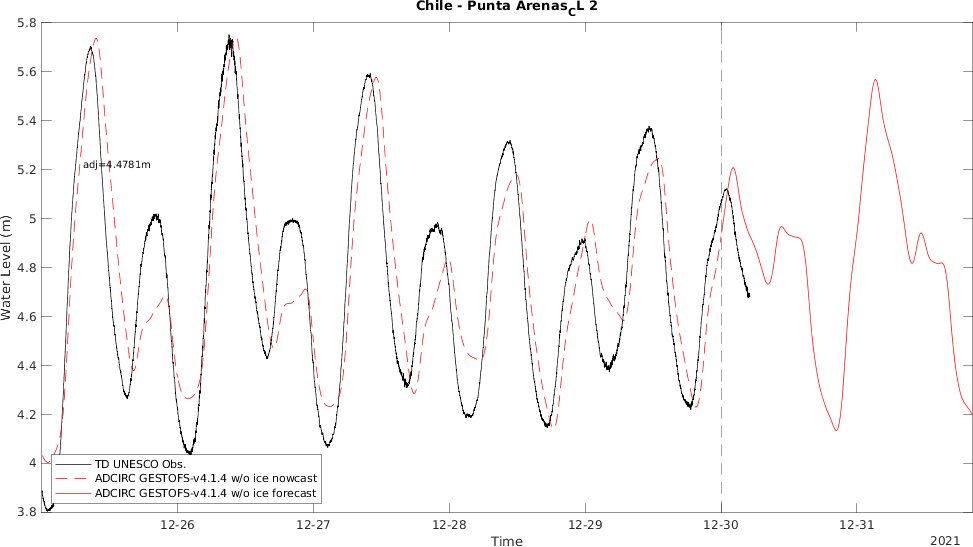 Chile - Punta Arenas_CL 2
5.8
5.6
5.4
5.2
5
4.8
4.6
4.4
4.2
4
3.8
Water Level (m)
adj=4.4781m
TD UNESCO Obs.
ADCIRC GESTOFS-v4.1.4 w/o ice nowcast
ADCIRC GESTOFS-v4.1.4 w/o ice forecast
12-26 12-27 12-28 12-29 12-30 12-31
Time
2021